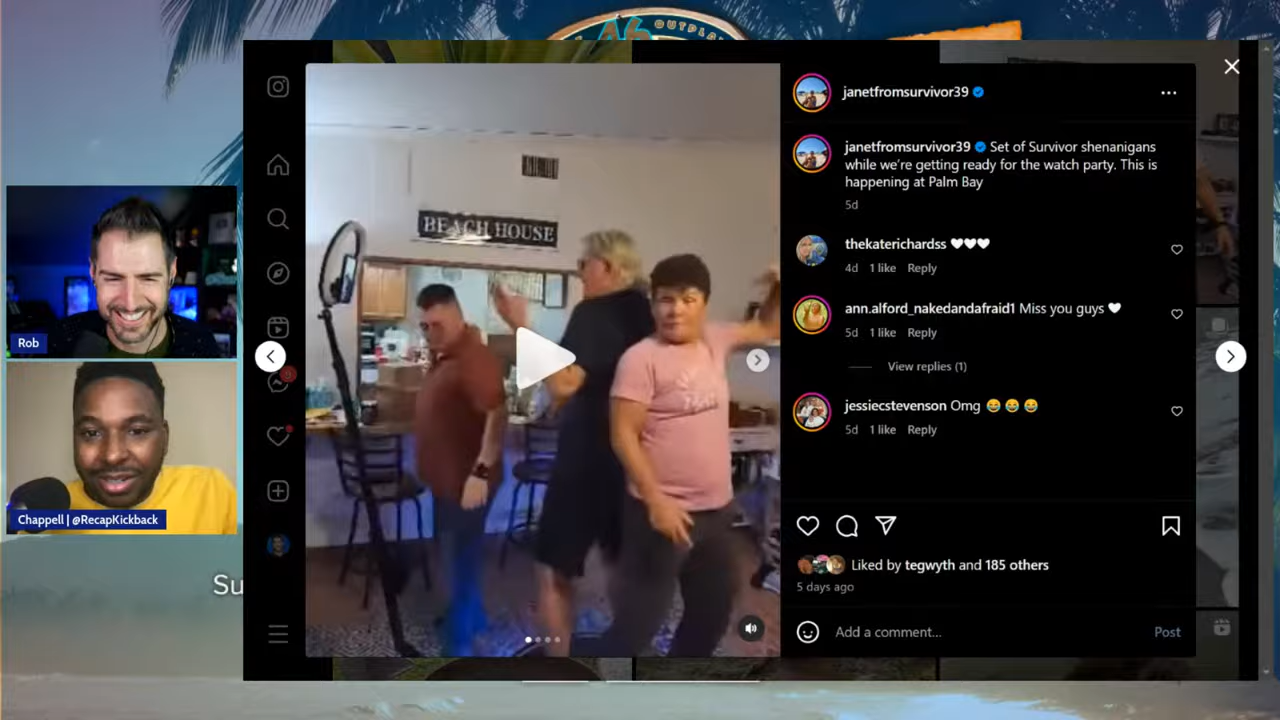 46
OUTPL
Rob
Chappell | @RecapKickback
Su
BEACH HOUSE
janetfromsurvivor39
janetfromsurvivor39 Set of Survivor shenanigans
while we're getting ready for the watch party. This is
happening at Palm Bay
5d
thekaterichardss 🤍🤍🤍
4d 1 like Reply
ann.alford_nakedandafraid1 Miss you guys 🤍
5d 1 like Reply
View replies (1)
jessiecstevenson Omg 😂 😂 😂
5d 1 like Reply
Liked by tegwyth and 185 others
5 days ago
Add a comment...
Post